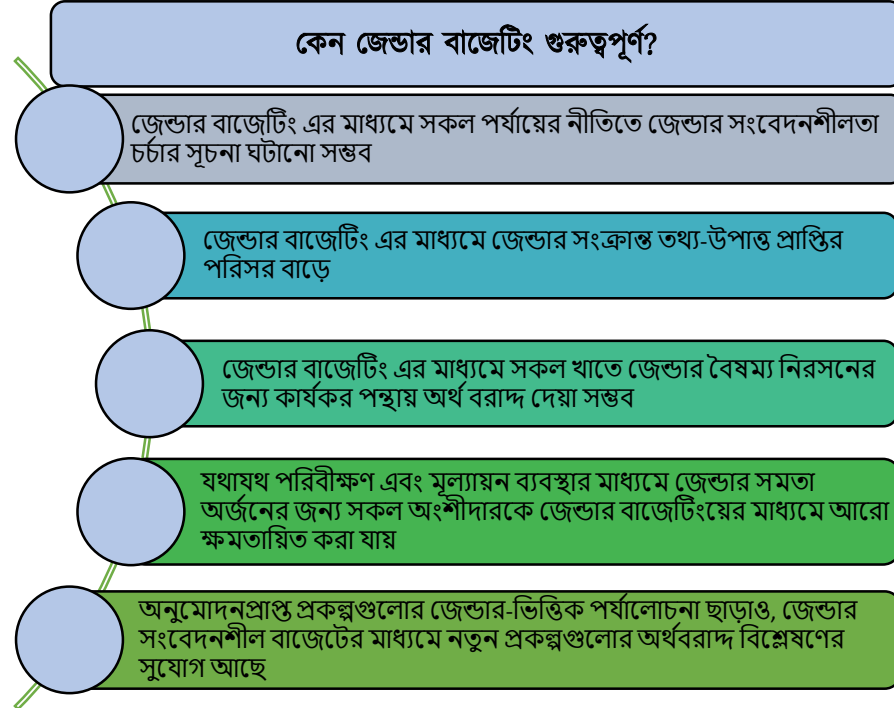 কেন জেন্ডার বাজেটিং গুরুত্বপূর্ণ?
জেন্ডার বাজেটিং এর মাধ্যমে সকল পর্যায়ের নীতিতে জেন্ডার সংবেদনশীলতা
চর্চার সূচনা ঘটানো সম্ভব
জেন্ডার বাজেটিং এর মাধ্যমে জেন্ডার সংক্রান্ত তথ্য-উপাত্ত প্রাপ্তির
পরিসর বাড়ে
জেন্ডার বাজেটিং এর মাধ্যমে সকল খাতে জেন্ডার বৈষম্য নিরসনের
জন্য কার্যকর পন্থায় অর্থ বরাদ্দ দেয়া সম্ভব
যথাযথ পরিবীক্ষণ এবং মূল্যায়ন ব্যবস্থার মাধ্যমে জেন্ডার সমতা
অর্জনের জন্য সকল অংশীদারকে জেন্ডার বাজেটিংয়ের মাধ্যমে আরো
ক্ষমতায়িত করা যায়
অনুমোদনপ্রাপ্ত প্রকল্পগুলোর জেন্ডার-ভিত্তিক পর্যালোচনা ছাড়াও, জেন্ডার
সংবেদনশীল বাজেটের মাধ্যমে নতুন প্রকল্পগুলোর অর্থবরাদ্দ বিশ্লেষণের
সুযোগ আছে